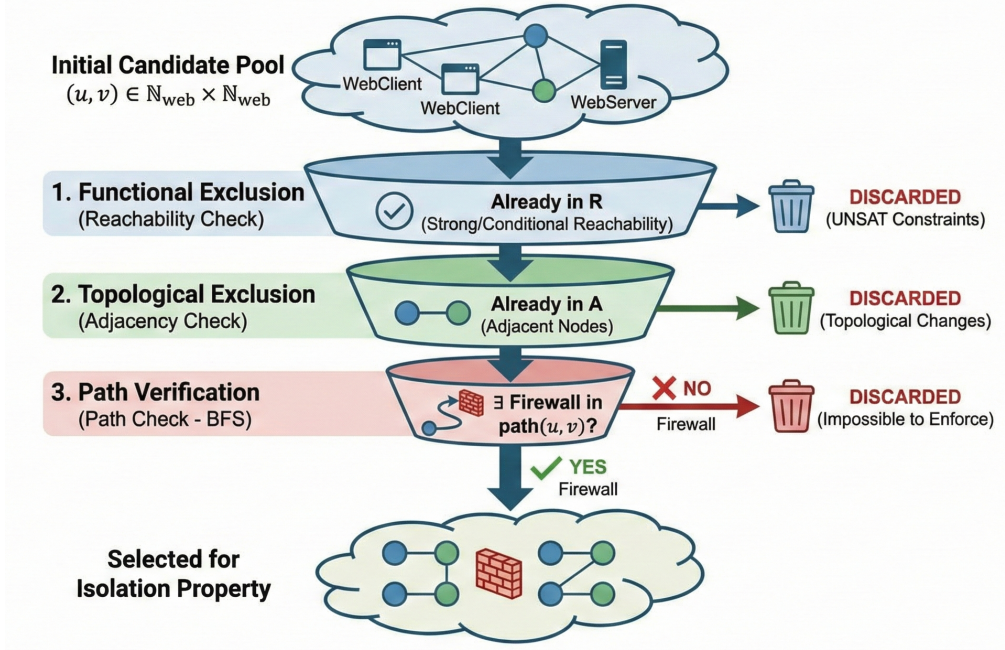 Initial Candidate Pool
(𝑢, 𝑣) ∈ ℕweb × ℕweb
WebClient
WebClient
WebServer
1. Functional Exclusion
(Reachability Check)
Already in R
(Strong/Conditional Reachability)
DISCARDED
(UNSAT Constraints)
2. Topological Exclusion
(Adjacency Check)
Already in A
(Adjacent Nodes)
DISCARDED
(Topological Changes)
3. Path Verification
(Path Check - BFS)
∃ Firewall in
path(𝑢, 𝑣)?
NO
Firewall
DISCARDED
(Impossible to Enforce)
YES
Firewall
Selected for
Isolation Property